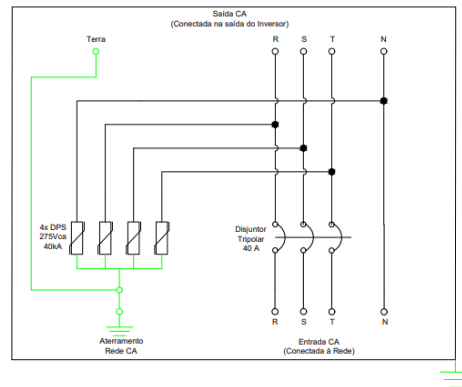 Saída CA
(Conectada na saída do Inversor)
Terra
R S T N
4x DPS
275Vca
40kA
Disjuntor
Tripolar
40 A
R S T N
Aterramento
Rede CA
Entrada CA
(Conectada á Rede)